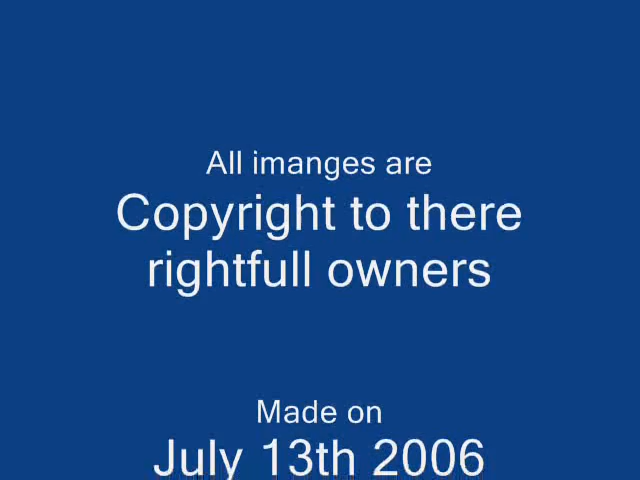 All imanges are
Copyright to there
rightfull owners
Made on
July 13th 2006